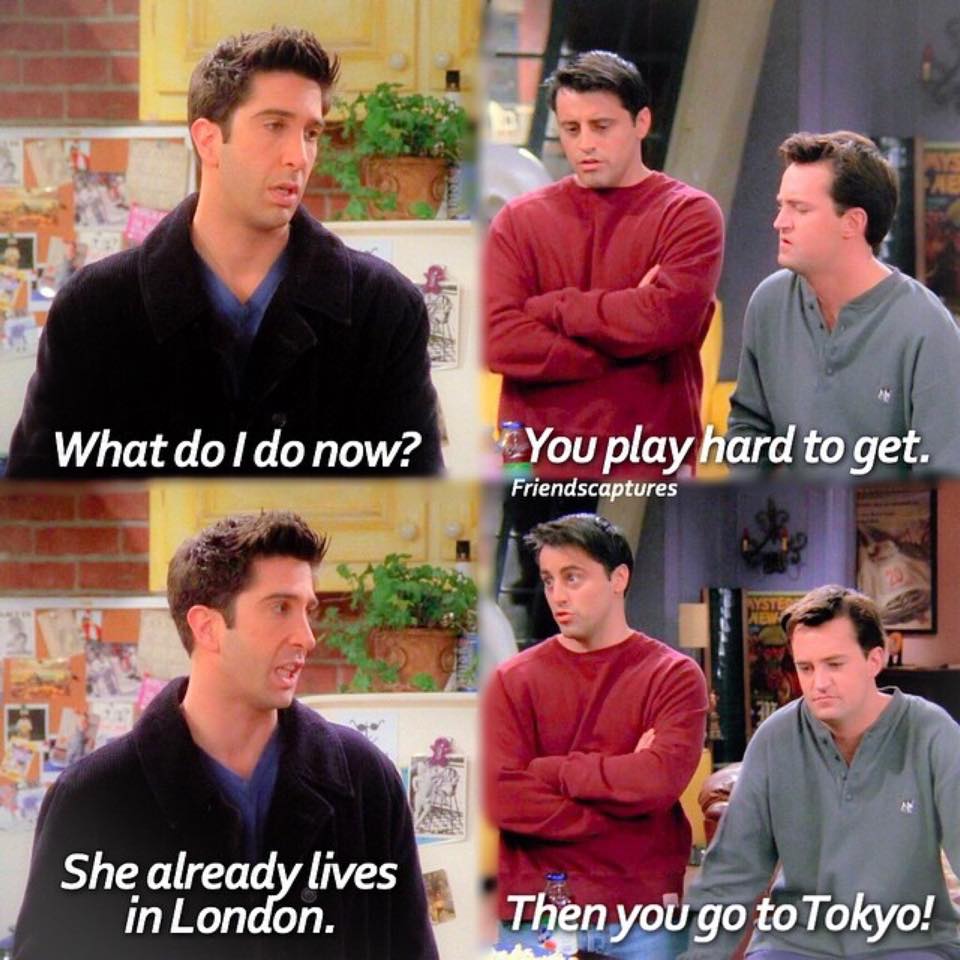 What do I do now?
You play hard to get.
Friendscaptures
She already lives
in London.
Then you go to Tokyo!